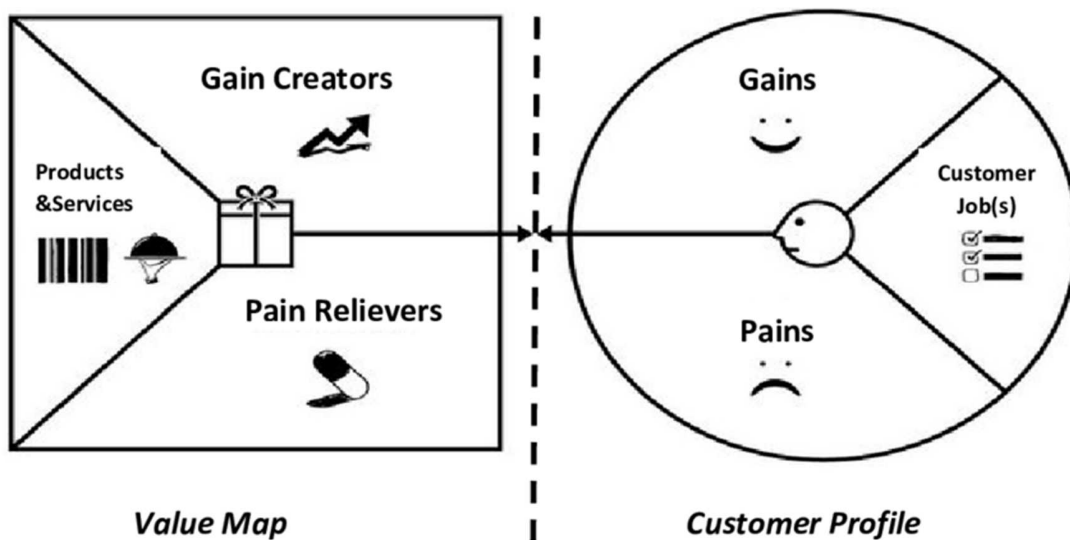 Gain Creators
Products
&Services
Pain Relievers
Value Map
Gains
Customer
Job(s)
Pains
Customer Profile